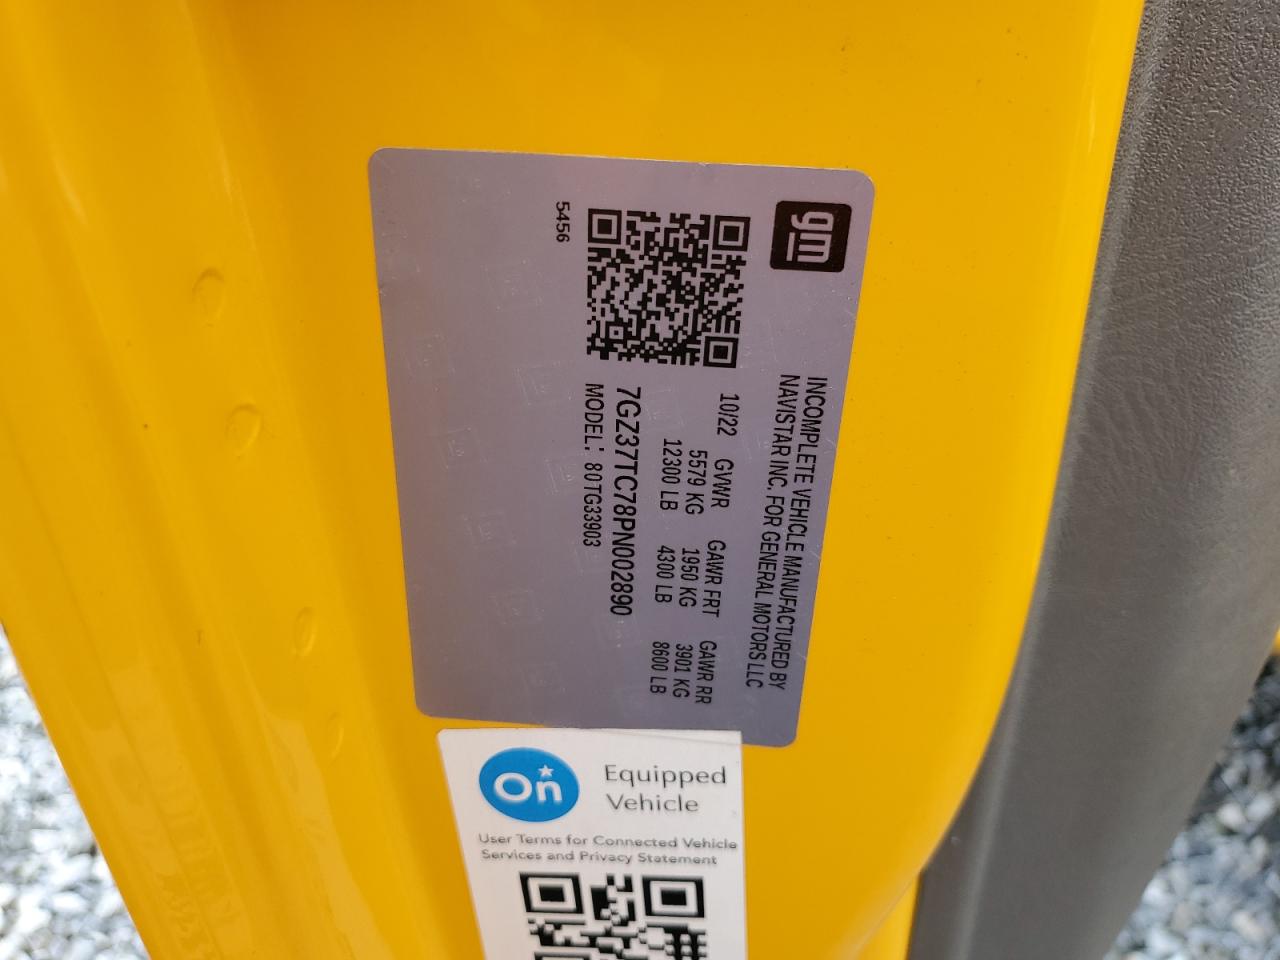 gm
INCOMPLETE VEHICLE MANUFACTURED BY
NAVISTAR INC. FOR GENERAL MOTORS LLC
10/22 GVWR GAWR FRT GAWR RR
5579 KG 1950 KG 3901 KG
12300 LB 4300 LB 8600 LB
7GZ37TC78PN002890
MODEL: 80TG33903
5456
On Equipped
Vehicle
User Terms for Connected Vehicle
Services and Privacy Statement